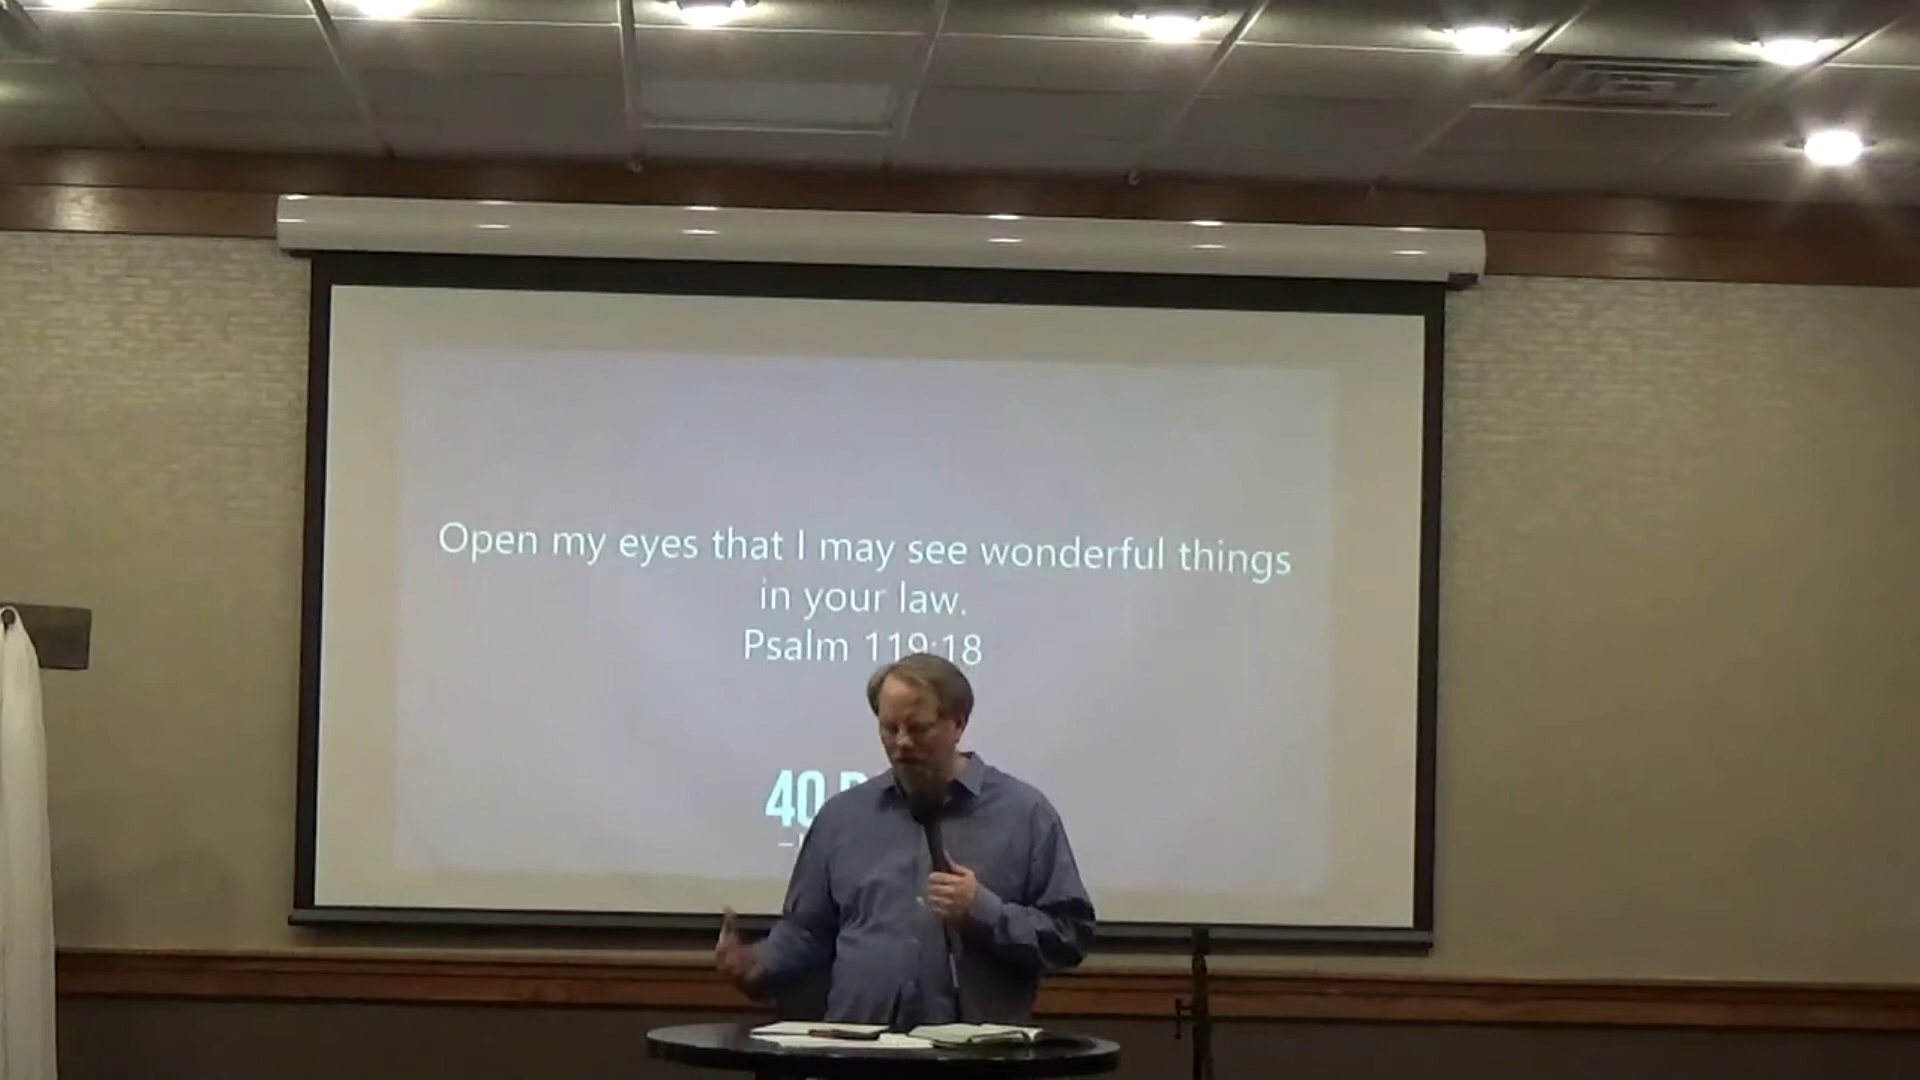 Open my eyes that I may see wonderful things
in your law.
Psalm 119:18
40